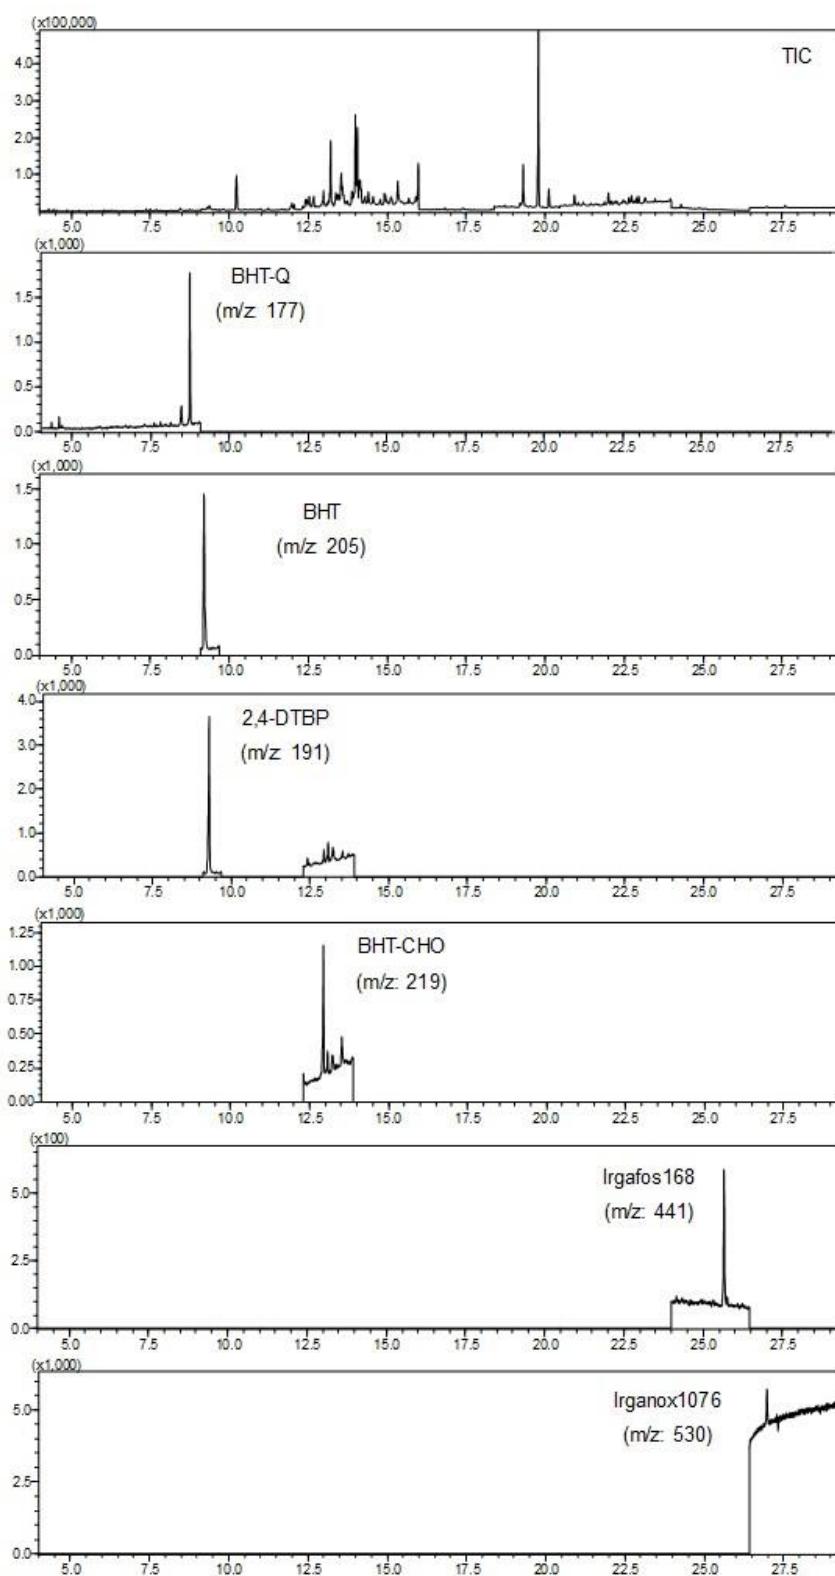 (x100,000)
TIC
4.0
3.0
2.0
1.0
5.0 7.5 10.0 12.5 15.0 17.5 20.0 22.5 25.0 27.5
(x1,000)
BHT-Q
(m/z: 177)
1.5
1.0
0.5
0.0
5.0 7.5 10.0 12.5 15.0 17.5 20.0 22.5 25.0 27.5
(x1,000)
1.5
BHT
(m/z: 205)
1.0
0.5
0.0
5.0 7.5 10.0 12.5 15.0 17.5 20.0 22.5 25.0 27.5
(x1,000)
4.0
2,4-DTBP
(m/z: 191)
3.0
2.0
1.0
0.0
5.0 7.5 10.0 12.5 15.0 17.5 20.0 22.5 25.0 27.5
(x1,000)
1.25
BHT-CHO
1.00
(m/z: 219)
0.75
0.50
0.25
0.00
5.0 7.5 10.0 12.5 15.0 17.5 20.0 22.5 25.0 27.5
(x100)
Irgafos168
5.0
(m/z: 441)
2.5
0.0
5.0 7.5 10.0 12.5 15.0 17.5 20.0 22.5 25.0 27.5
(x1,000)
Irganox1076
5.0
(m/z: 530)
2.5
0.0
5.0 7.5 10.0 12.5 15.0 17.5 20.0 22.5 25.0 27.5